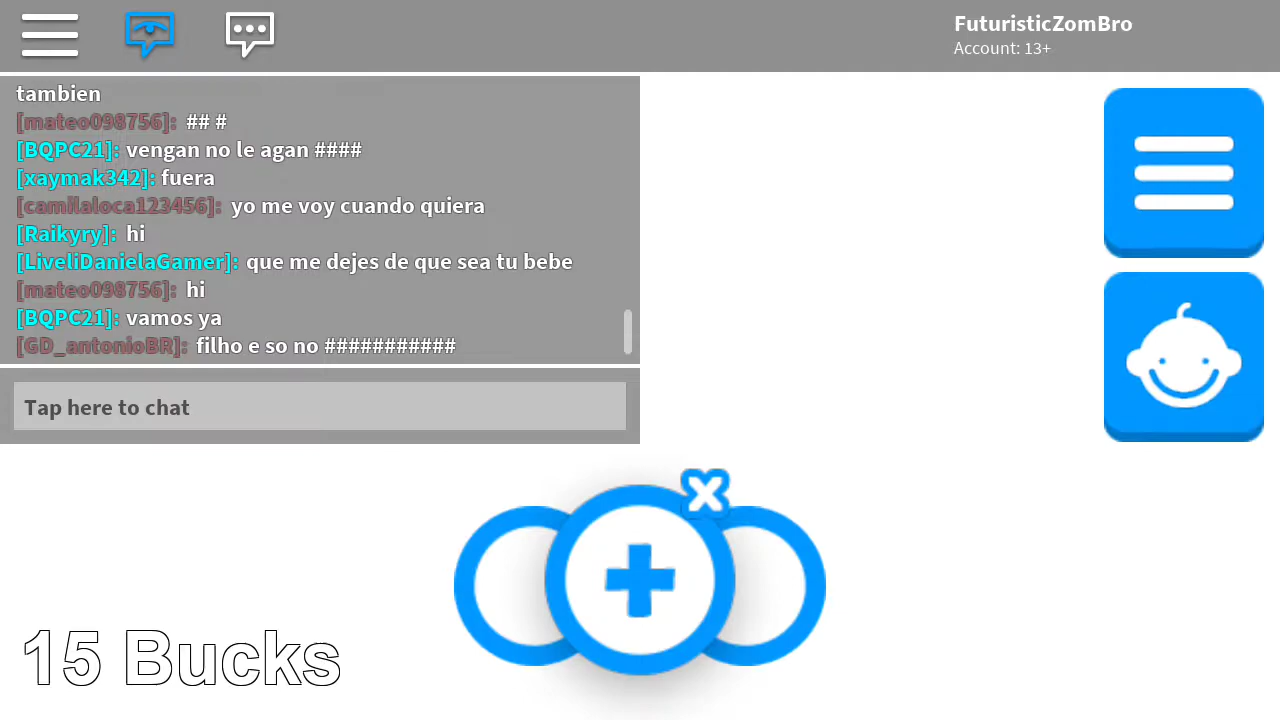 FuturisticZomBro
Account: 13+
tambien
[mateo098756]: ## #
[BQPC21]: vengan no le agan ####
[xaymak342]: fuera
[camilaloca123456]: yo me voy cuando quiera
[Raikyry]: hi
[LiveliDanielaGamer]: que me dejes de que sea tu bebe
[mateo098756]: hi
[BQPC21]: vamos ya
[GD_antonioBR]: filho e so no ###########
Tap here to chat
15 Bucks